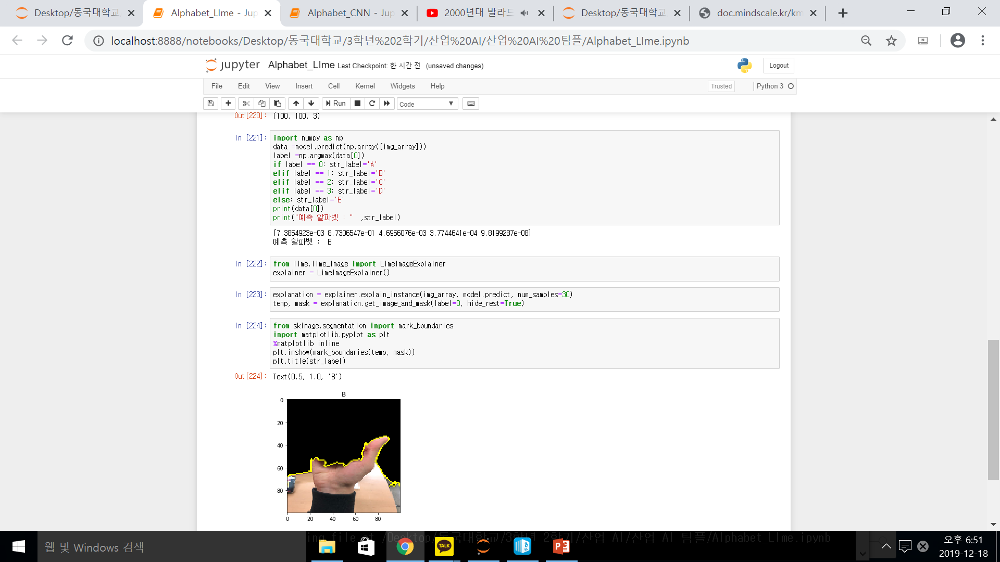 Desktop/동국대학교/
Alphabet_LIme - Jup
Alphabet_CNN - Jup
2000년대 발라드
Desktop/동국대학교
doc.mindscale.kr/km
localhost:8888/notebooks/Desktop/동국대학교/3학년%202학기/산업%20AI/산업%20AI%20팀플/Alphabet_LIme.ipynb
jupyter Alphabet_LIme Last Checkpoint: 한 시간 전 (unsaved changes)
Logout
File Edit View Insert Cell Kernel Widgets Help
Trusted
Python 3
Run
Code
Out[220]: (100, 100, 3)
In [221]: import numpy as np
data =model.predict(np.array([img_array]))
label =np.argmax(data[0])
if label == 0: str_label='A'
elif label == 1: str_label='B'
elif label == 2: str_label='C'
elif label == 3: str_label='D'
else: str_label='E'
print(data[0])
print("예측 알파벳 : " ,str_label)
[7.3854923e-03 8.7306547e-01 4.6966076e-03 3.7744641e-04 9.8199287e-08]
예측 알파벳 : B
In [222]: from lime.lime_image import LimeImageExplainer
explainer = LimeImageExplainer()
In [223]: explanation = explainer.explain_instance(img_array, model.predict, num_samples=30)
temp, mask = explanation.get_image_and_mask(label=0, hide_rest=True)
In [224]: from skimage.segmentation import mark_boundaries
import matplotlib.pyplot as plt
%matplotlib inline
plt.imshow(mark_boundaries(temp, mask))
plt.title(str_label)
Out[224]: Text(0.5, 1.0, 'B')
B
0
20
40
60
80
0 20 40 60 80
ing file at /Desktop/동국대학교/3학년 2학기/산업 AI/산업 AI 팀플/Alphabet_LIme.ipynb
웹 및 Windows 검색
TALK
오후 6:51
2019-12-18